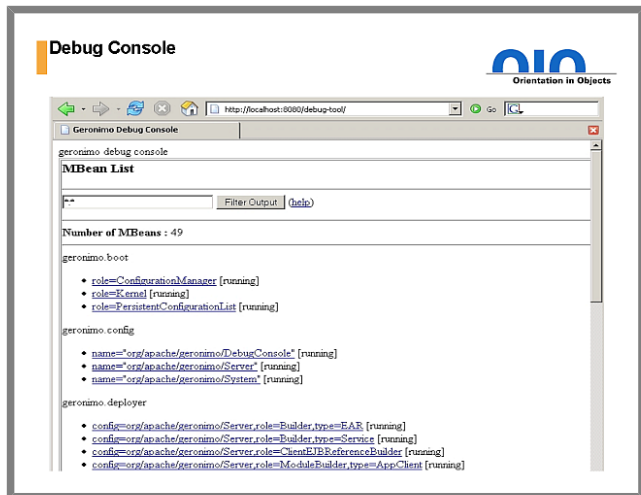 Debug Console
Orientation in Objects
http://localhost:8080/debug-tool/
Go
G
Geronimo Debug Console
geronimo debug console
MBean List
*:*
Filter Output (help)
Number of MBeans : 49
geronimo.boot
role=ConfigurationManager [running]
role=Kernel [running]
role=PersistentConfigurationList [running]
geronimo.config
name="org/apache/geronimo/DebugConsole" [running]
name="org/apache/geronimo/Server" [running]
name="org/apache/geronimo/System" [running]
geronimo.deployer
config=org/apache/geronimo/Server,role=Builder,type=EAR [running]
config=org/apache/geronimo/Server,role=Builder,type=Service [running]
config=org/apache/geronimo/Server,role=ClientEJBReferenceBuilder [running]
config=org/apache/geronimo/Server,role=ModuleBuilder,type=AppClient [running]